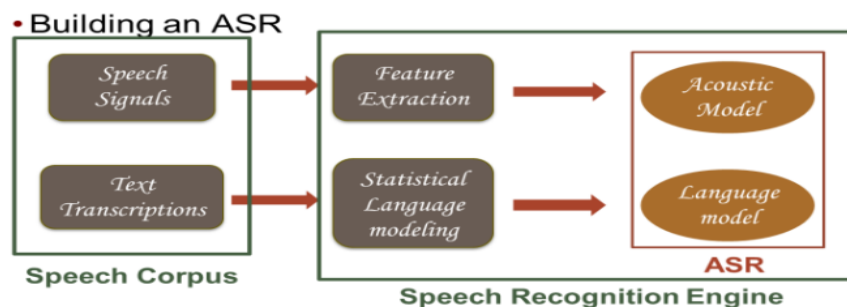 • Building an ASR
Speech
Signals
Feature
Extraction
Acoustic
Model
Text
Transcriptions
Statistical
Language
modeling
Language
model
ASR
Speech Corpus
Speech Recognition Engine